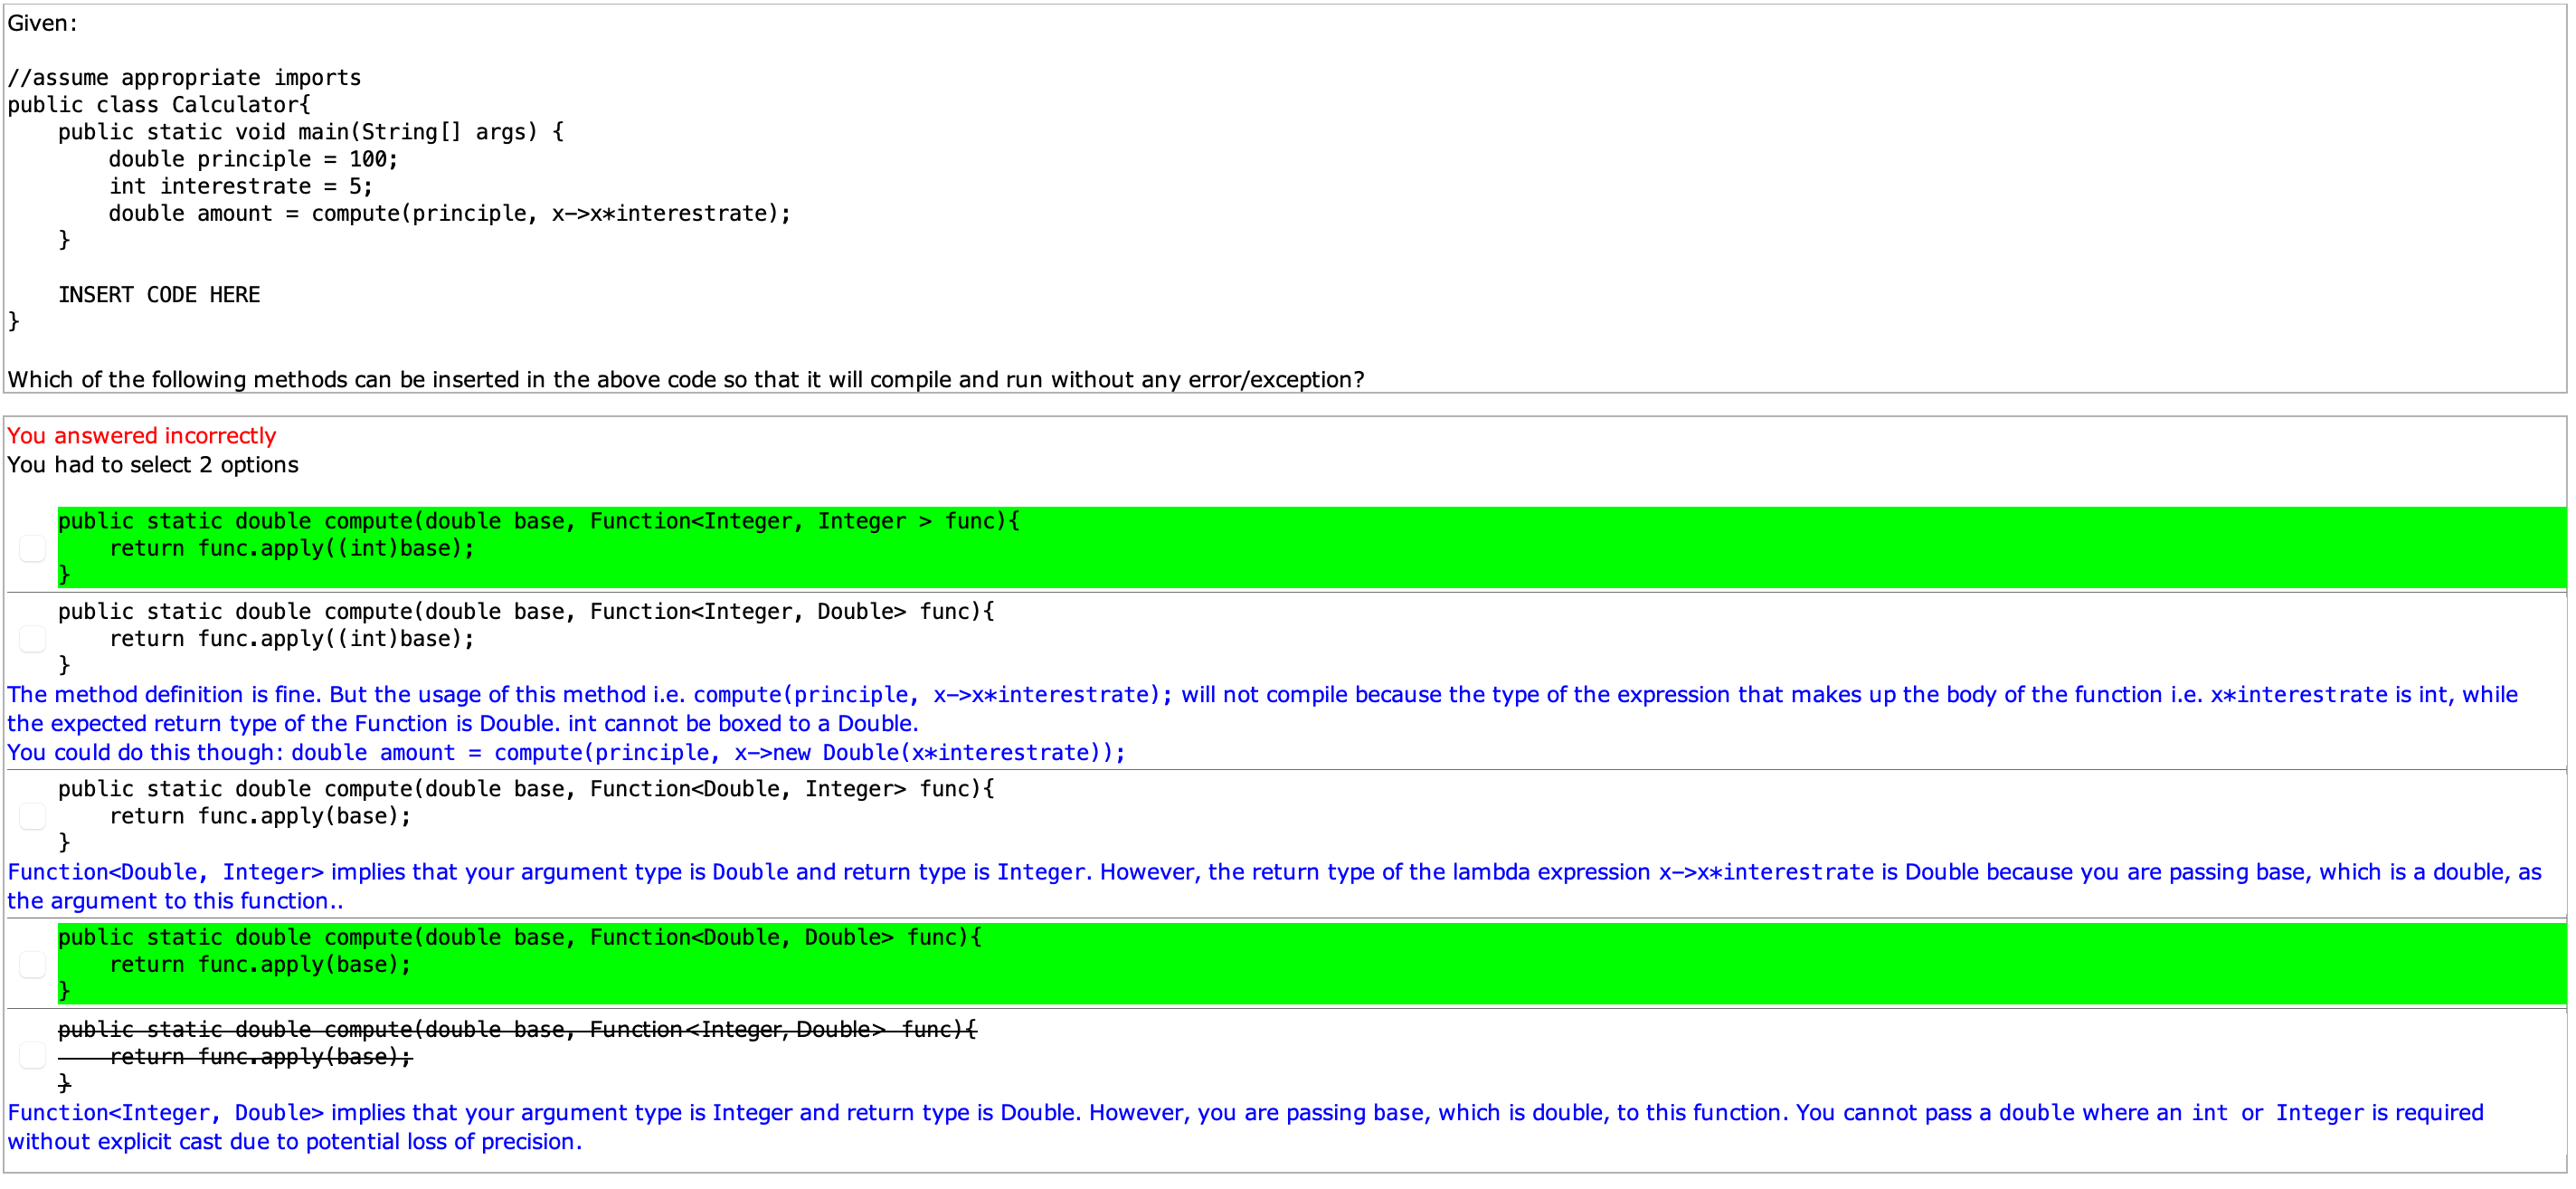 Given:
//assume appropriate imports
public class Calculator{
    public static void main(String[] args) {
        double principle = 100;
        int interestrate = 5;
        double amount = compute(principle, x->x*interestrate);
    }
    INSERT CODE HERE
}
Which of the following methods can be inserted in the above code so that it will compile and run without any error/exception?
You answered incorrectly
You had to select 2 options
public static double compute(double base, Function<Integer, Integer > func){
    return func.apply((int)base);
}
public static double compute(double base, Function<Integer, Double> func){
    return func.apply((int)base);
}
The method definition is fine. But the usage of this method i.e. compute(principle, x->x*interestrate); will not compile because the type of the expression that makes up the body of the function i.e. x*interestrate is int, while
the expected return type of the Function is Double. int cannot be boxed to a Double.
You could do this though: double amount = compute(principle, x->new Double(x*interestrate));
public static double compute(double base, Function<Double, Integer> func){
    return func.apply(base);
}
Function<Double, Integer> implies that your argument type is Double and return type is Integer. However, the return type of the lambda expression x->x*interestrate is Double because you are passing base, which is a double, as
the argument to this function..
public static double compute(double base, Function<Double, Double> func){
    return func.apply(base);
}
public static double compute(double base, Function<Integer, Double> func){
    return func.apply(base);
}
Function<Integer, Double> implies that your argument type is Integer and return type is Double. However, you are passing base, which is double, to this function. You cannot pass a double where an int or Integer is required
without explicit cast due to potential loss of precision.